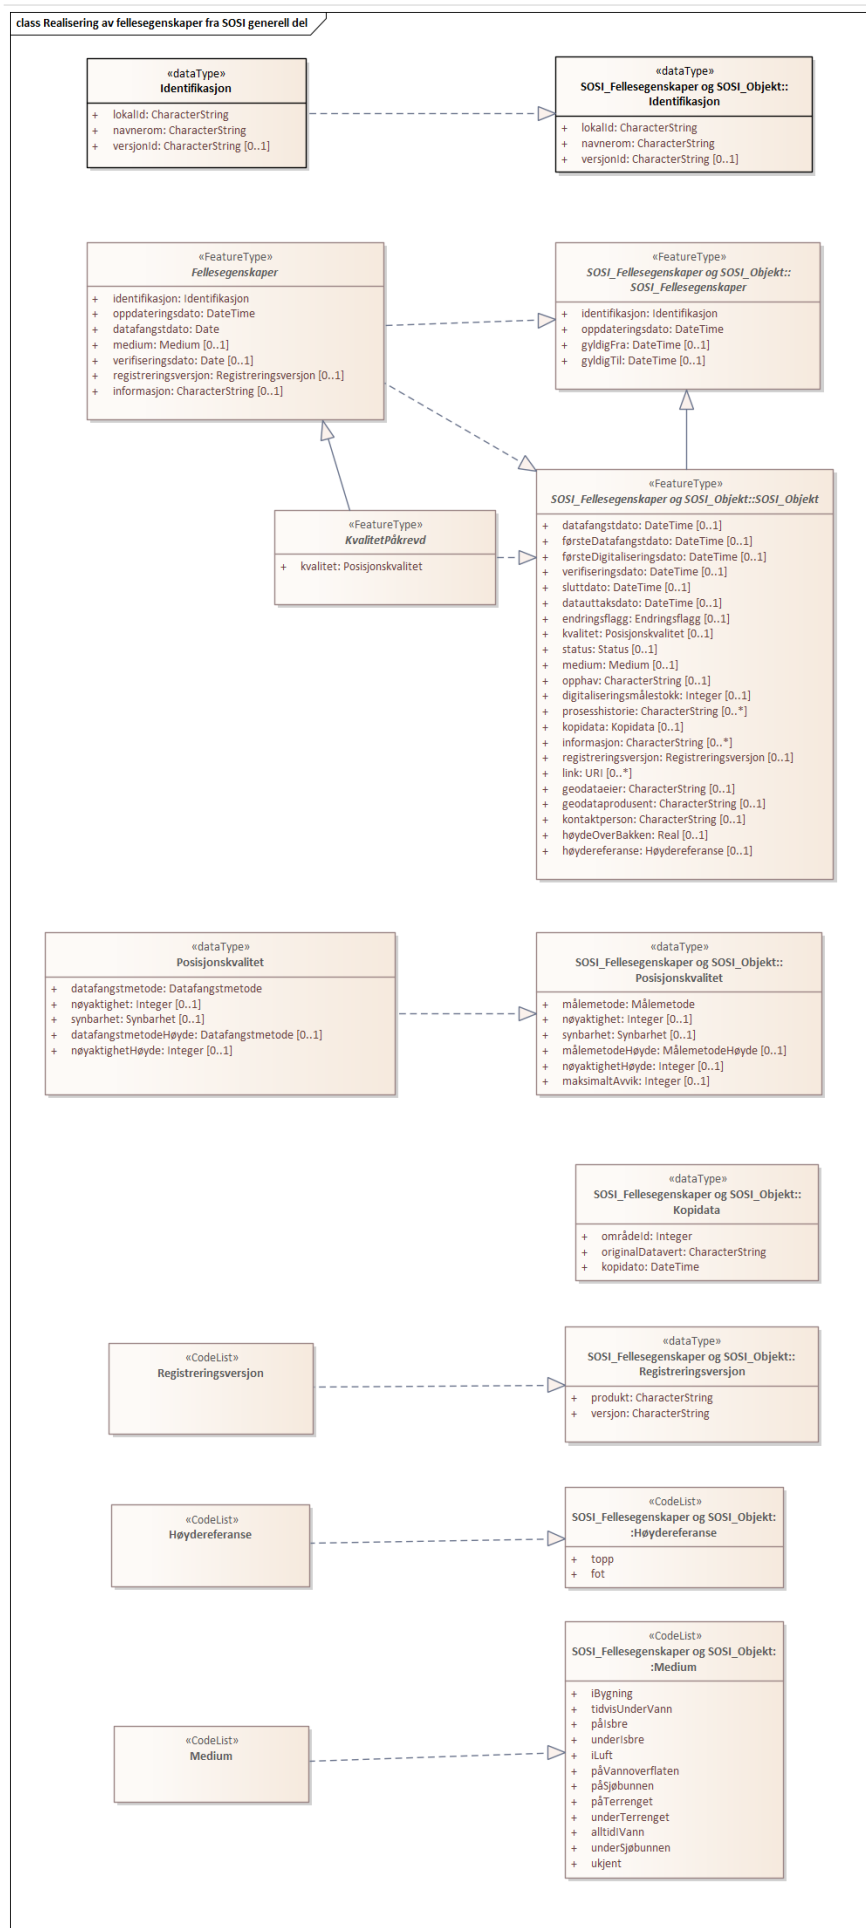 class Realisering av fellesegenskaper fra SOSI generell del
«dataType»
Identifikasjon
+ lokalId: CharacterString
+ navnerom: CharacterString
+ versjonId: CharacterString [0..1]
«dataType»
SOSI_Fellesegenskaper og SOSI_Objekt::
Identifikasjon
+ lokalId: CharacterString
+ navnerom: CharacterString
+ versjonId: CharacterString [0..1]
«FeatureType»
Fellesegenskaper
+ identifikasjon: Identifikasjon
+ oppdateringsdato: DateTime
+ datafangstdato: Date
+ medium: Medium [0..1]
+ verifiseringsdato: Date [0..1]
+ registreringsversjon: Registreringsversjon [0..1]
+ informasjon: CharacterString [0..1]
«FeatureType»
SOSI_Fellesegenskaper og SOSI_Objekt::
SOSI_Fellesegenskaper
+ identifikasjon: Identifikasjon
+ oppdateringsdato: DateTime
+ gyldigFra: DateTime [0..1]
+ gyldigTil: DateTime [0..1]
«FeatureType»
KvalitetPåkrevd
+ kvalitet: Posisjonskvalitet
«FeatureType»
SOSI_Fellesegenskaper og SOSI_Objekt::SOSI_Objekt
+ datafangstdato: DateTime [0..1]
+ førsteDatafangstdato: DateTime [0..1]
+ førsteDigitaliseringsdato: DateTime [0..1]
+ verifiseringsdato: DateTime [0..1]
+ sluttdato: DateTime [0..1]
+ datauttaksdato: DateTime [0..1]
+ endringsflagg: Endringsflagg [0..1]
+ kvalitet: Posisjonskvalitet [0..1]
+ status: Status [0..1]
+ medium: Medium [0..1]
+ opphav: CharacterString [0..1]
+ digitaliseringsmålestokk: Integer [0..1]
+ prosesshistorie: CharacterString [0..*]
+ kopidata: Kopidata [0..1]
+ informasjon: CharacterString [0..*]
+ registreringsversjon: Registreringsversjon [0..1]
+ link: URI [0..*]
+ geodataeier: CharacterString [0..1]
+ geodataprodusent: CharacterString [0..1]
+ kontaktperson: CharacterString [0..1]
+ høydeOverBakken: Real [0..1]
+ høydereferanse: Høydereferanse [0..1]
«dataType»
Posisjonskvalitet
+ datafangstmetode: Datafangstmetode
+ nøyaktighet: Integer [0..1]
+ synbarhet: Synbarhet [0..1]
+ datafangstmetodeHøyde: Datafangstmetode [0..1]
+ nøyaktighetHøyde: Integer [0..1]
«dataType»
SOSI_Fellesegenskaper og SOSI_Objekt::
Posisjonskvalitet
+ målemetode: Målemetode
+ nøyaktighet: Integer [0..1]
+ synbarhet: Synbarhet [0..1]
+ målemetodeHøyde: MålemetodeHøyde [0..1]
+ nøyaktighetHøyde: Integer [0..1]
+ maksimaltAvvik: Integer [0..1]
«dataType»
SOSI_Fellesegenskaper og SOSI_Objekt::
Kopidata
+ områdeId: Integer
+ originalDatavert: CharacterString
+ kopidato: DateTime
«CodeList»
Registreringsversjon
«dataType»
SOSI_Fellesegenskaper og SOSI_Objekt::
Registreringsversjon
+ produkt: CharacterString
+ versjon: CharacterString
«CodeList»
Høydereferanse
«CodeList»
SOSI_Fellesegenskaper og SOSI_Objekt:
:Høydereferanse
+ topp
+ fot
«CodeList»
Medium
«CodeList»
SOSI_Fellesegenskaper og SOSI_Objekt:
:Medium
+ iBygning
+ tidvisUnderVann
+ påIsbre
+ underIsbre
+ iLuft
+ påVannoverflaten
+ påSjøbunnen
+ påTerrenget
+ underTerrenget
+ alltidIVann
+ underSjøbunnen
+ ukjent